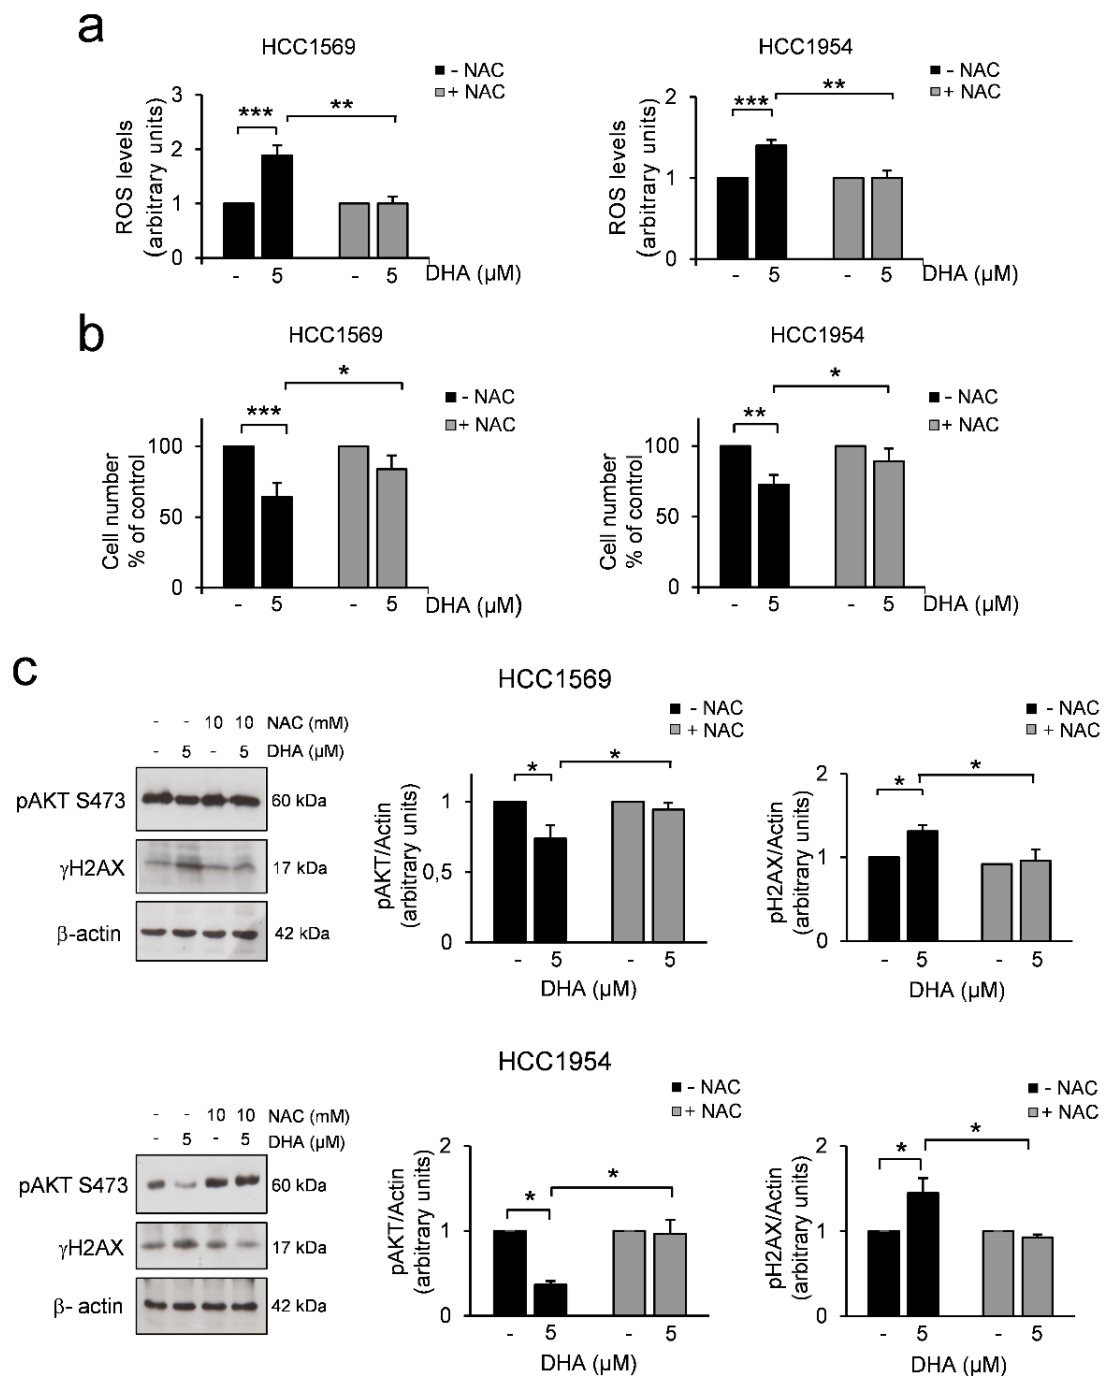 a
HCC1569
HCC1954
- NAC
+ NAC
- NAC
+ NAC
ROS levels
(arbitrary units)
3
2
1
0
***
**
- 5 - 5 DHA (µM)
ROS levels
(arbitrary units)
2
1
0
***
**
- 5 - 5 DHA (µM)
b
HCC1569
HCC1954
- NAC
+ NAC
- NAC
+ NAC
Cell number
% of control
100
50
0
***
*
- 5 - 5 DHA (µM)
Cell number
% of control
100
50
0
**
*
- 5 - 5 DHA (µM)
c
HCC1569
- - 10 10 NAC (mM)
- 5 - 5 DHA (µM)
pAKT S473 60 kDa
γH2AX 17 kDa
β-actin 42 kDa
- NAC
+ NAC
pAKT/Actin
(arbitrary units)
1
0,5
0
*
*
- 5 - 5
DHA (µM)
- NAC
+ NAC
pH2AX/Actin
(arbitrary units)
2
1
0
*
*
- 5 - 5
DHA (µM)
HCC1954
- - 10 10 NAC (mM)
- 5 - 5 DHA (µM)
pAKT S473 60 kDa
γH2AX 17 kDa
β- actin 42 kDa
- NAC
+ NAC
pAKT/Actin
(arbitrary units)
2
1
0
*
*
- 5 - 5
DHA (µM)
- NAC
+ NAC
pH2AX/Actin
(arbitrary units)
2
1
0
*
*
- 5 - 5
DHA (µM)